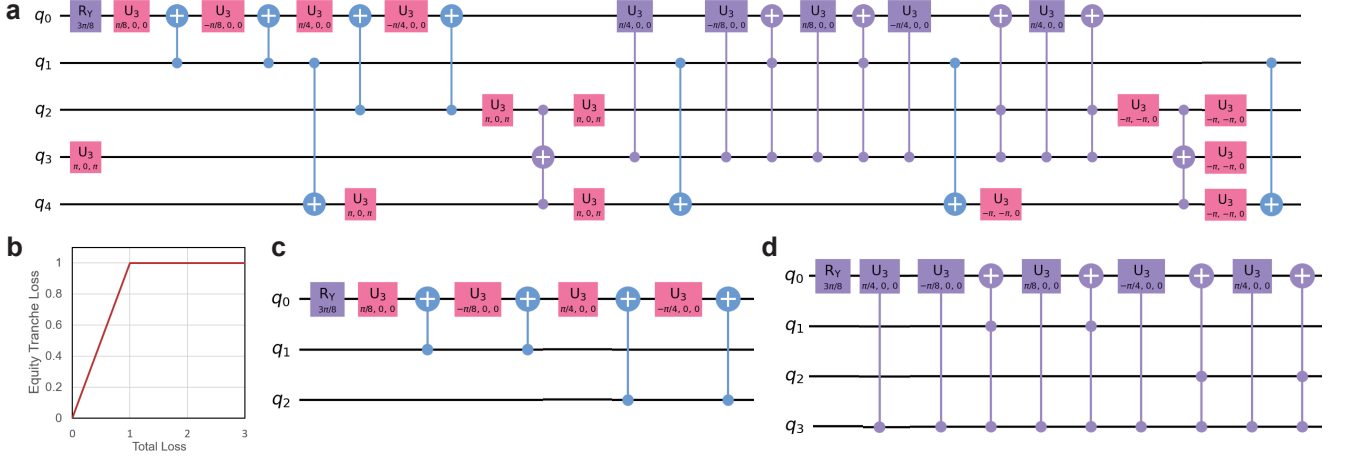 a
q₀ R_Y U₃ U₃ U₃ U₃ U₃ U₃ U₃ U₃ U₃
3π/8 π/8, 0, 0 −π/8, 0, 0 π/4, 0, 0 −π/4, 0, 0 π/4, 0, 0 −π/8, 0, 0 π/8, 0, 0 −π/4, 0, 0 π/4, 0, 0
q₁
q₂ U₃ U₃ U₃ U₃
π, 0, π π, 0, π −π, −π, 0 −π, −π, 0
q₃ U₃ U₃
π, 0, π −π, −π, 0
q₄ U₃ U₃ U₃ U₃
π, 0, π π, 0, π −π, −π, 0 −π, −π, 0
b
Equity Trancher Loss
1
0.8
0.6
0.4
0.2
0
0 1 2 3
Total Loss
c
q₀ R_Y U₃ U₃ U₃ U₃
3π/8 π/8, 0, 0 −π/8, 0, 0 π/4, 0, 0 −π/4, 0, 0
q₁
q₂
d
q₀ R_Y U₃ U₃ U₃ U₃ U₃
3π/8 π/4, 0, 0 −π/8, 0, 0 π/8, 0, 0 −π/4, 0, 0 π/4, 0, 0
q₁
q₂
q₃